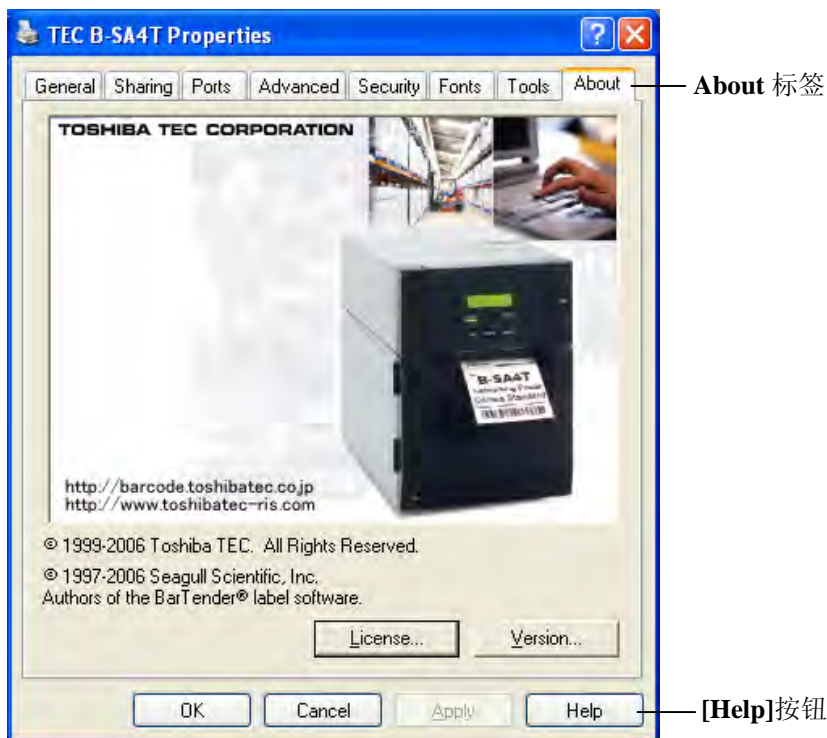 TEC B-SA4T Properties
General Sharing Ports Advanced Security Fonts Tools About
About 标签
TOSHIBA TEC CORPORATION
B-SA4T
http://barcode.toshibatec.co.jp
http://www.toshibatec-ris.com
© 1999-2006 Toshiba TEC. All Rights Reserved.
© 1997-2006 Seagull Scientific, Inc.
Authors of the BarTender® label software.
License... Version...
OK Cancel Apply Help
[Help]按钮